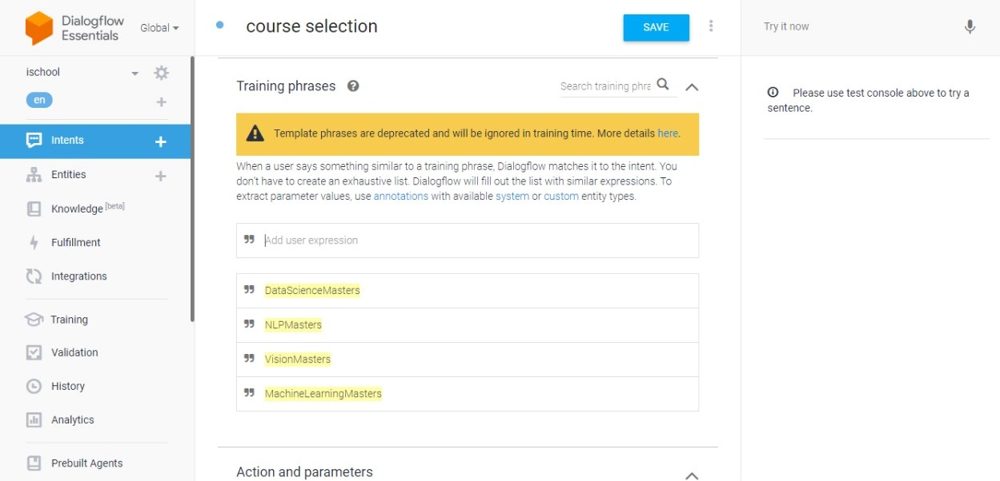 Dialogflow
Essentials
Global
course selection
SAVE
Try it now
ischool
en
Intents
Entities
Knowledge [beta]
Fulfillment
Integrations
Training
Validation
History
Analytics
Prebuilt Agents
Training phrases
Search training phra
Template phrases are deprecated and will be ignored in training time. More details here.
When a user says something similar to a training phrase, Dialogflow matches it to the intent. You
don't have to create an exhaustive list. Dialogflow will fill out the list with similar expressions. To
extract parameter values, use annotations with available system or custom entity types.
Add user expression
DataScienceMasters
NLPMasters
VisionMasters
MachineLearningMasters
Action and parameters
Please use test console above to try a
sentence.